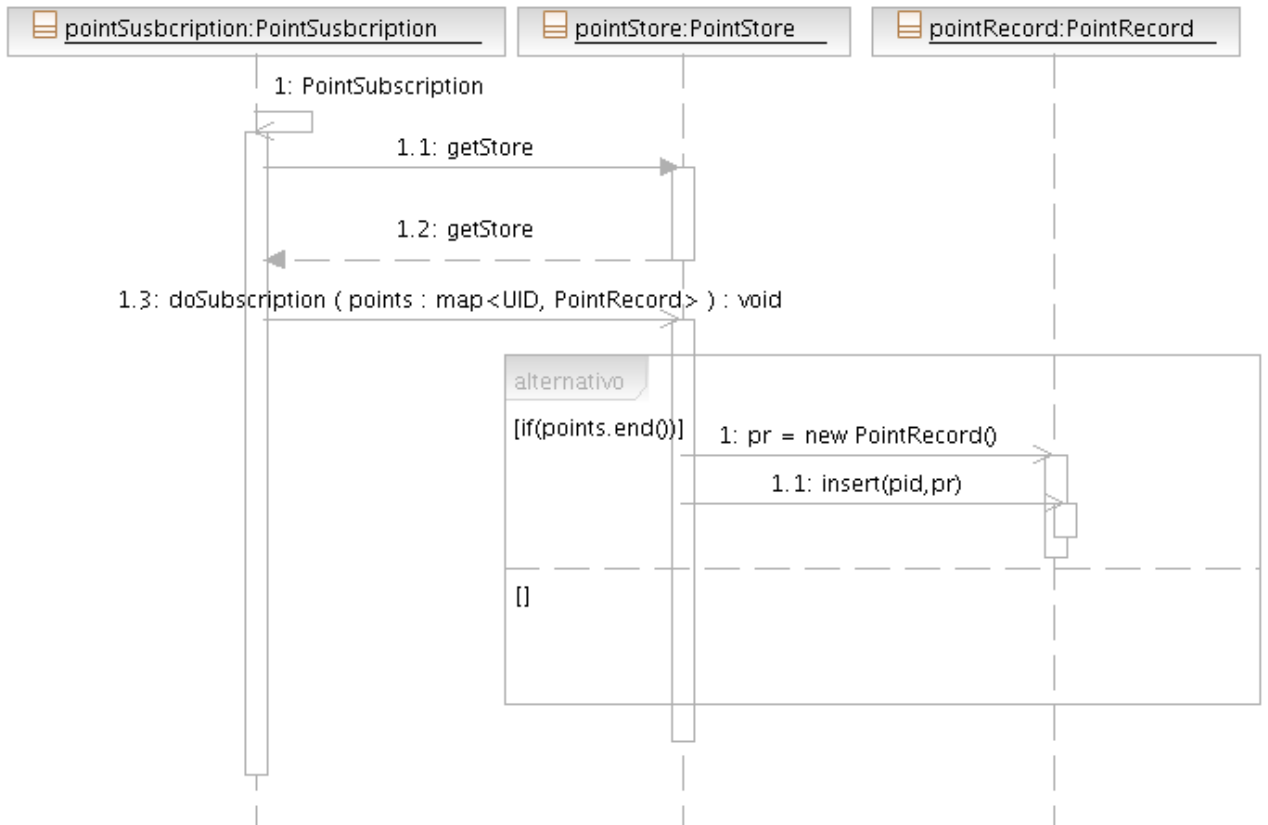 pointSusbcription:PointSusbcription
pointStore:PointStore
pointRecord:PointRecord
1: PointSubscription
1.1: getStore
1.2: getStore
1.3: doSubscription ( points : map<UID, PointRecord> ) : void
alternativo
[if(points.end())]
1: pr = new PointRecord()
1.1: insert(pid,pr)
[]